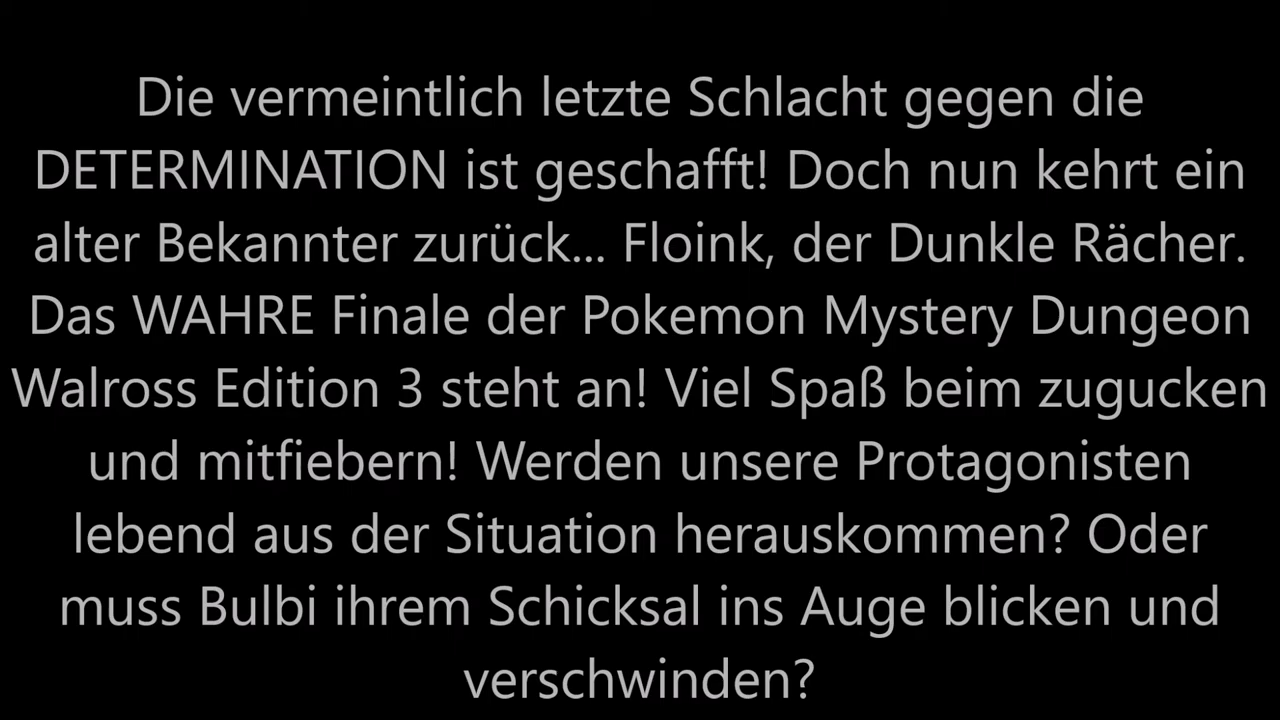 Die vermeintlich letzte Schlacht gegen die
DETERMINATION ist geschafft! Doch nun kehrt ein
alter Bekannter zurück... Floink, der Dunkle Rächer.
Das WAHRE Finale der Pokemon Mystery Dungeon
Walross Edition 3 steht an! Viel Spaß beim zugucken
und mitfiebern! Werden unsere Protagonisten
lebend aus der Situation herauskommen? Oder
muss Bulbi ihrem Schicksal ins Auge blicken und
verschwinden?